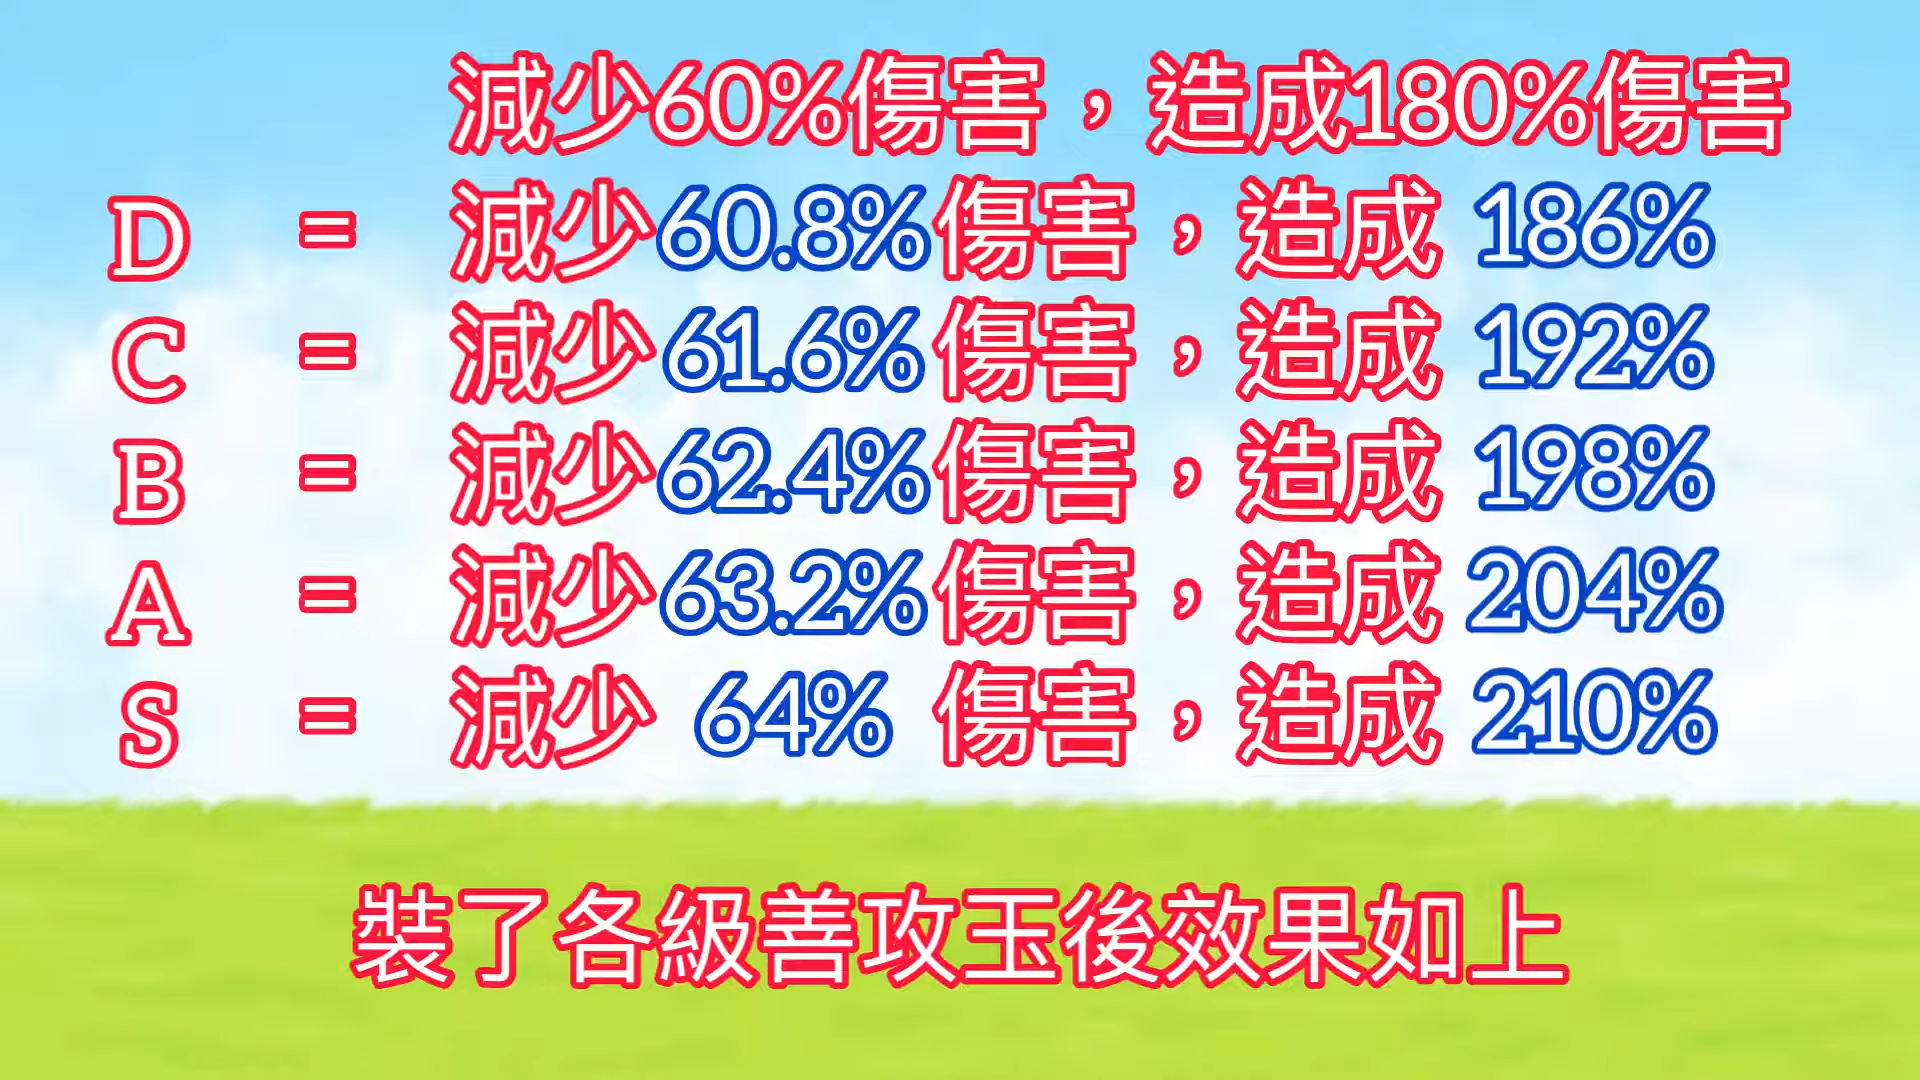 減少60%傷害，造成180%傷害
D = 減少60.8%傷害，造成 186%
C = 減少61.6%傷害，造成 192%
B = 減少62.4%傷害，造成 198%
A = 減少63.2%傷害，造成 204%
S = 減少 64% 傷害，造成 210%
裝了各級善攻玉後效果如上